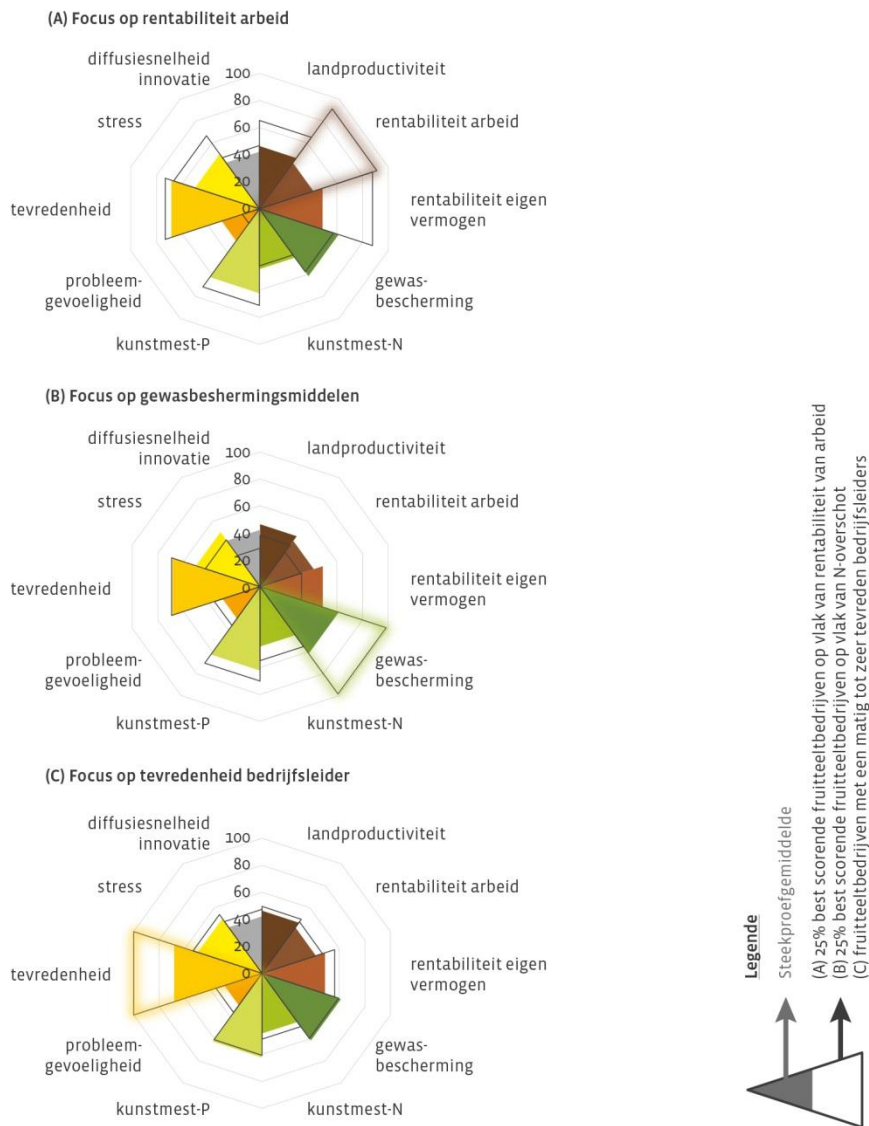 (A) Focus op rentabiliteit arbeid
diffusiesnelheid
innovatie
landproductiviteit
stress
rentabiliteit arbeid
tevredenheid
rentabiliteit eigen
vermogen
probleem-
gevoeligheid
gewas-
bescherming
kunstmest-P
kunstmest-N
100
80
60
40
20
0
(B) Focus op gewasbeshermingsmiddelen
diffusiesnelheid
innovatie
landproductiviteit
stress
rentabiliteit arbeid
tevredenheid
rentabiliteit eigen
vermogen
probleem-
gevoeligheid
gewas-
bescherming
kunstmest-P
kunstmest-N
100
80
60
40
20
0
(C) Focus op tevredenheid bedrijfsleider
diffusiesnelheid
innovatie
landproductiviteit
stress
rentabiliteit arbeid
tevredenheid
rentabiliteit eigen
vermogen
probleem-
gevoeligheid
gewas-
bescherming
kunstmest-P
kunstmest-N
100
80
60
40
20
0
Legende
Steekproefgemiddelde
(A) 25% best scorende fruitteeltbedrijven op vlak van rentabiliteit van arbeid
(B) 25% best scorende fruitteeltbedrijven op vlak van N-overschot
(C) fruitteeltbedrijven met een matig tot zeer tevreden bedrijfsleiders